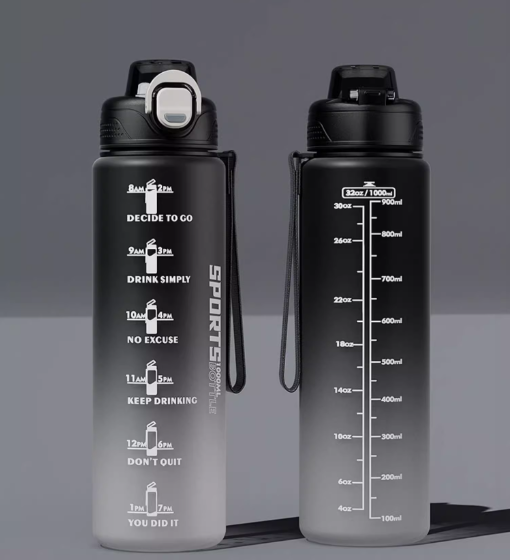 8AM 2PM
DECIDE TO GO
9AM 3PM
DRINK SIMPLY
10AM 4PM
NO EXCUSE
11AM 5PM
KEEP DRINKING
12PM 6PM
DON'T QUIT
1PM 7PM
YOU DID IT
SPORTS
1000ML
BOTTLE
32oz / 1000ml
30oz 900ml
26oz 800ml
700ml
22oz
600ml
18oz
500ml
14oz 400ml
10oz 300ml
6oz 200ml
4oz
100ml